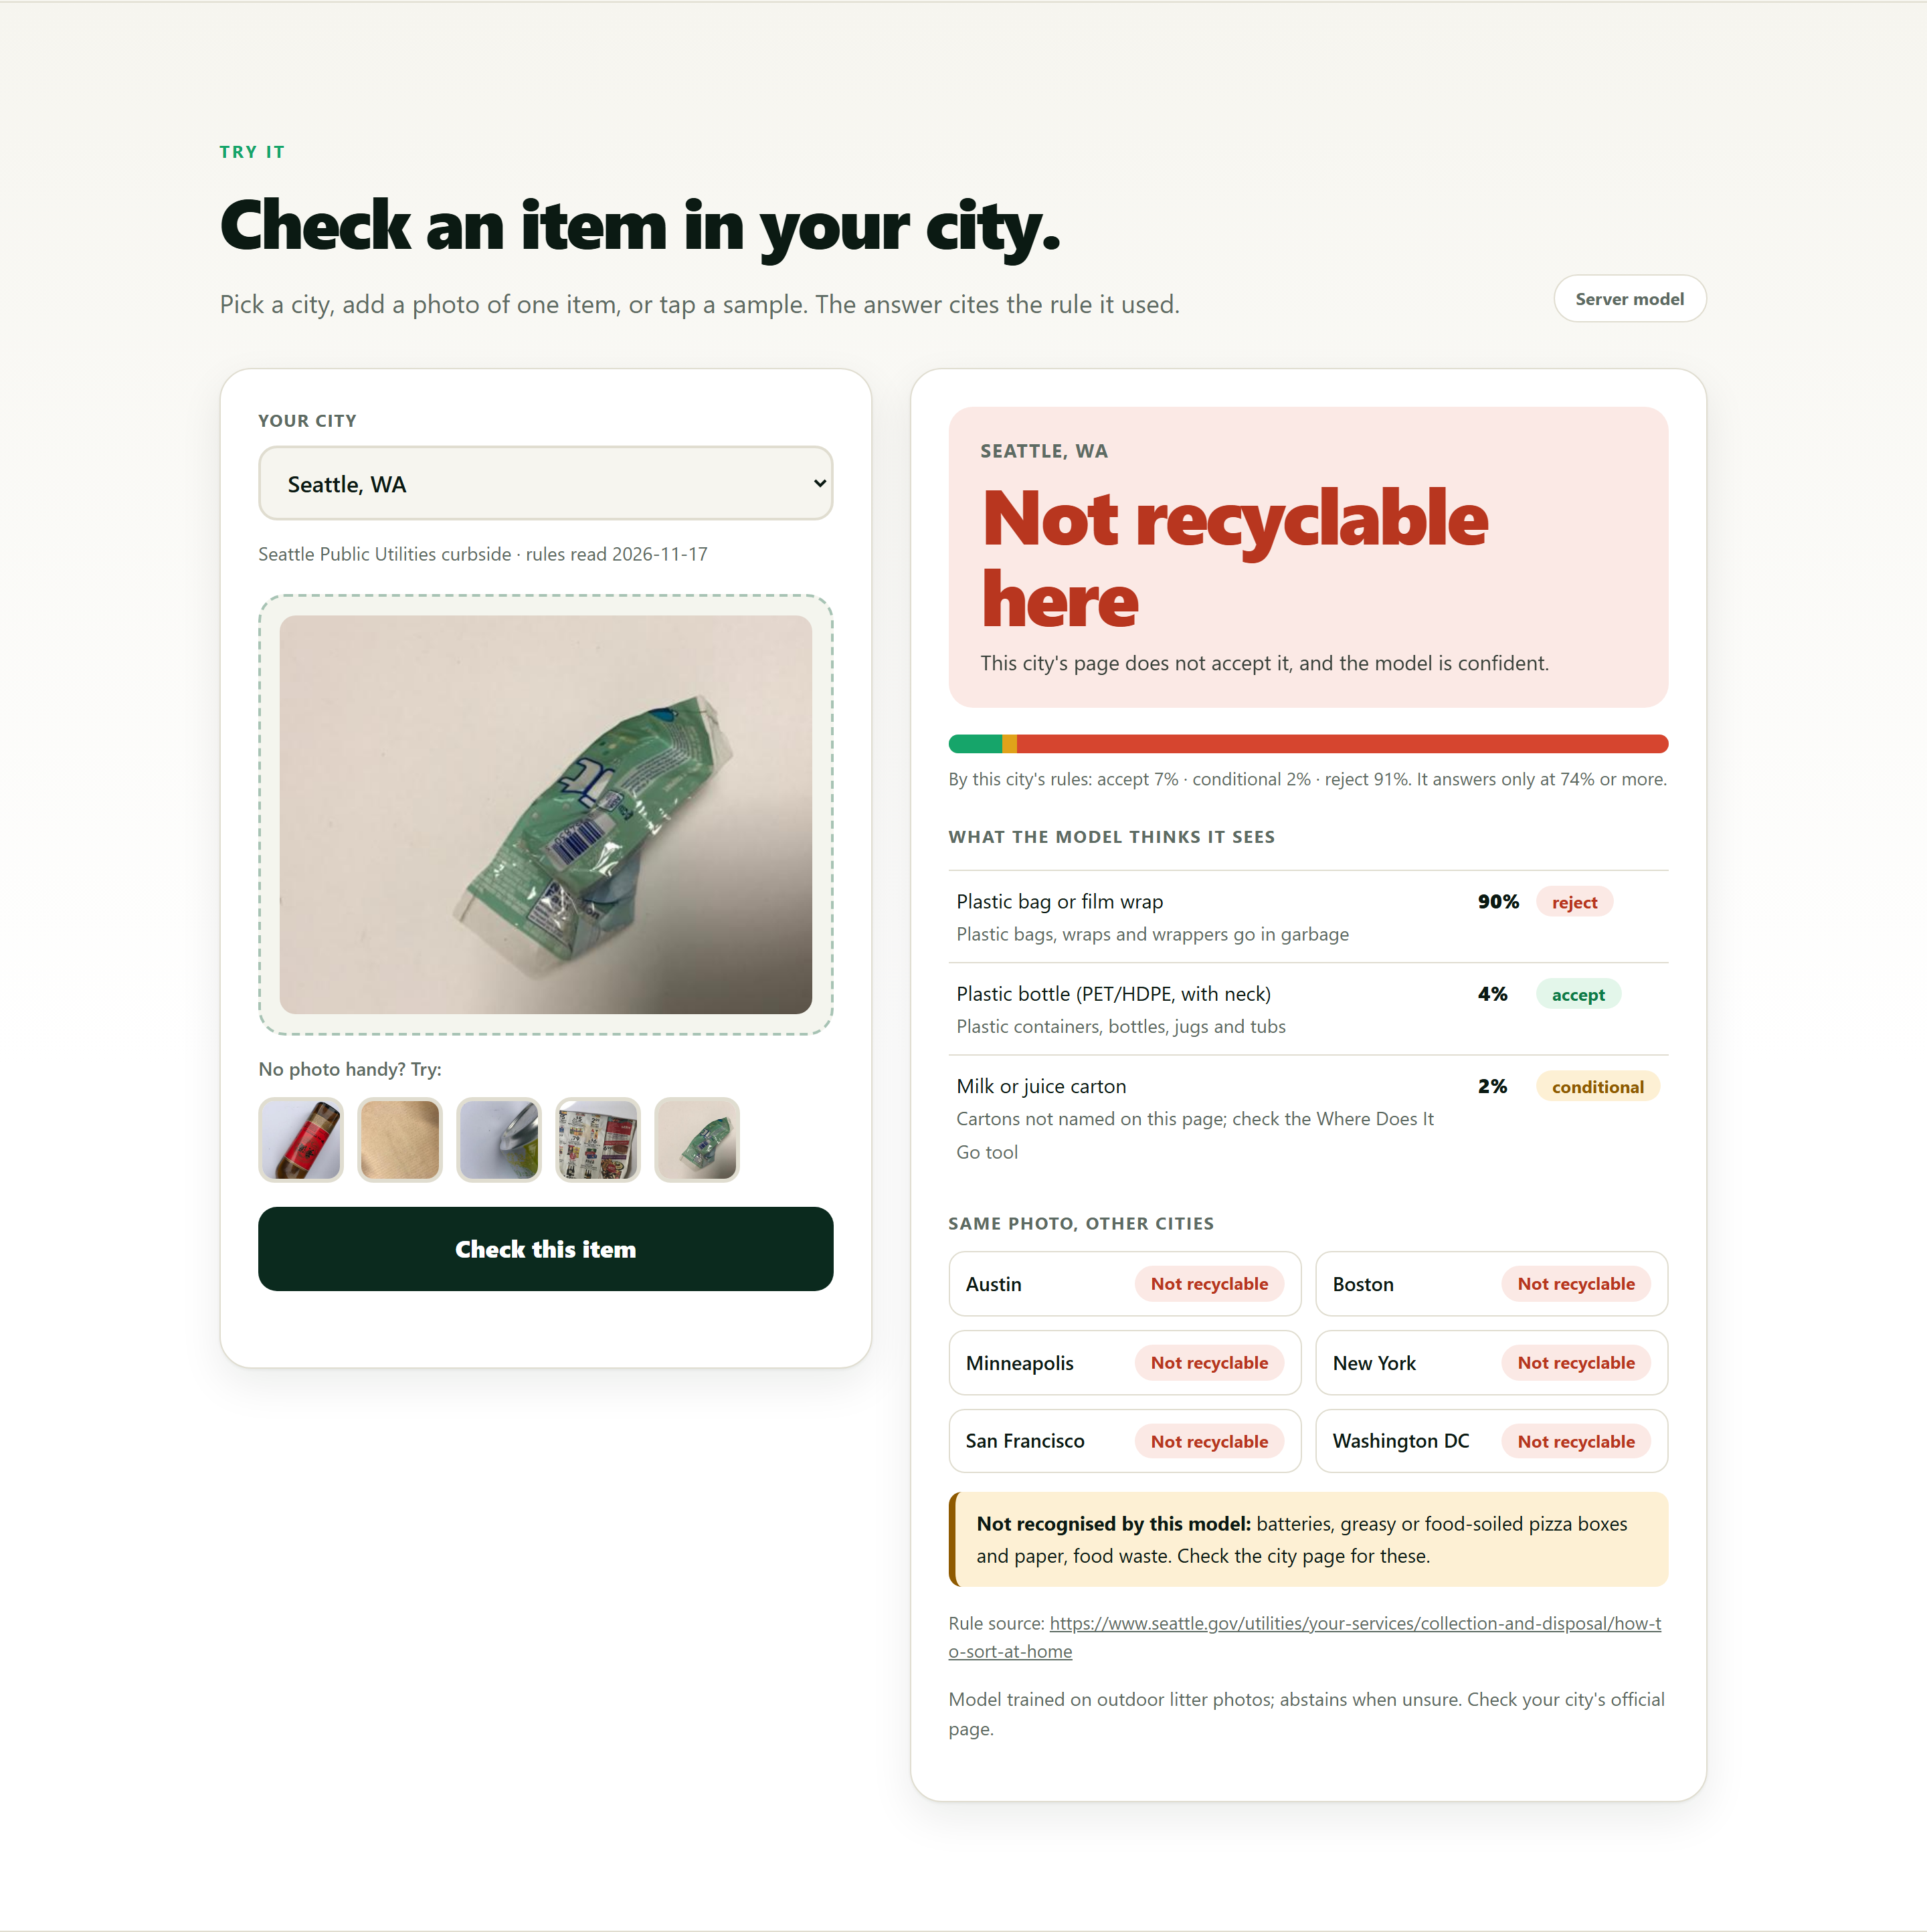 TRY IT
Check an item in your city.
Pick a city, add a photo of one item, or tap a sample. The answer cites the rule it used.
Server model
YOUR CITY
Seattle, WA
Seattle Public Utilities curbside · rules read 2026-11-17
No photo handy? Try:
Check this item
SEATTLE, WA
Not recyclable
here
This city's page does not accept it, and the model is confident.
By this city's rules: accept 7% · conditional 2% · reject 91%. It answers only at 74% or more.
WHAT THE MODEL THINKS IT SEES
Plastic bag or film wrap 90% reject
Plastic bags, wraps and wrappers go in garbage
Plastic bottle (PET/HDPE, with neck) 4% accept
Plastic containers, bottles, jugs and tubs
Milk or juice carton 2% conditional
Cartons not named on this page; check the Where Does It
Go tool
SAME PHOTO, OTHER CITIES
Austin Not recyclable
Boston Not recyclable
Minneapolis Not recyclable
New York Not recyclable
San Francisco Not recyclable
Washington DC Not recyclable
Not recognised by this model: batteries, greasy or food-soiled pizza boxes
and paper, food waste. Check the city page for these.
Rule source: https://www.seattle.gov/utilities/your-services/collection-and-disposal/how-t
o-sort-at-home
Model trained on outdoor litter photos; abstains when unsure. Check your city's official
page.